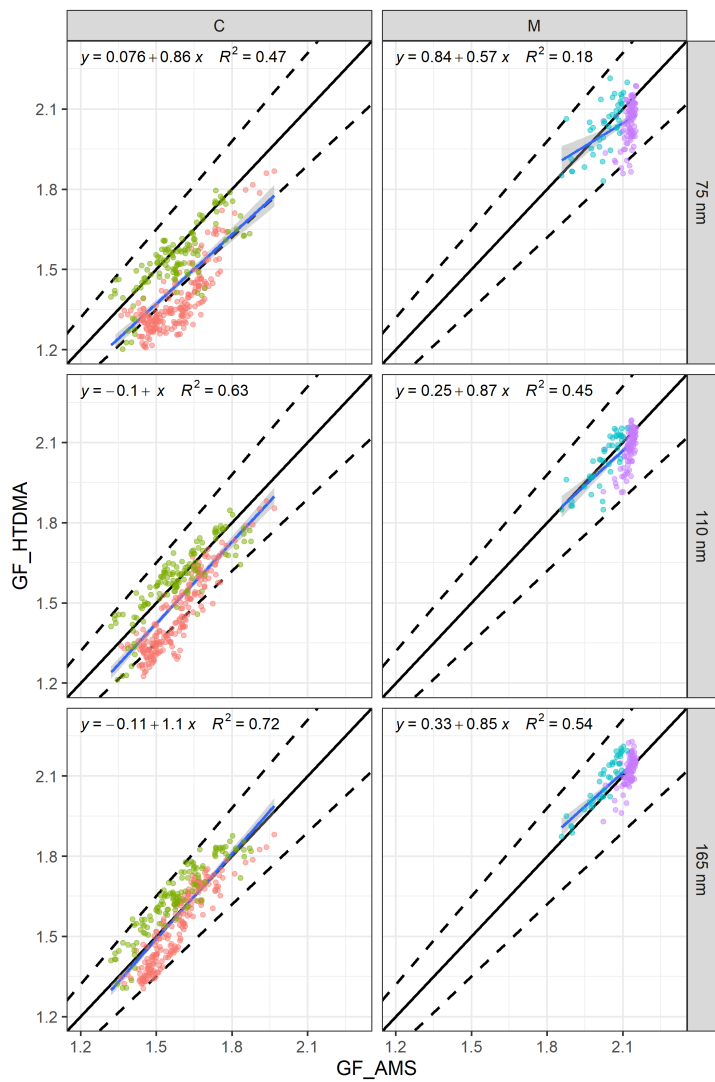 C M
y = 0.076 + 0.86 x R² = 0.47
y = 0.84 + 0.57 x R² = 0.18
2.1
1.8
1.5
1.2
75 nm
y = −0.1 + x R² = 0.63
y = 0.25 + 0.87 x R² = 0.45
2.1
1.8
1.5
1.2
110 nm
GF_HTDMA
y = −0.11 + 1.1 x R² = 0.72
y = 0.33 + 0.85 x R² = 0.54
2.1
1.8
1.5
1.2
165 nm
1.2 1.5 1.8 2.1 1.2 1.5 1.8 2.1
GF_AMS